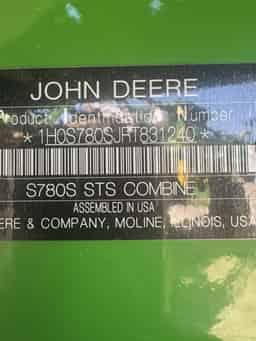 JOHN DEERE
Product Identification Number
* 1H0S780SJRT831240 *
S780S STS COMBINE
ASSEMBLED IN USA
ERE & COMPANY, MOLINE, ILLINOIS, USA